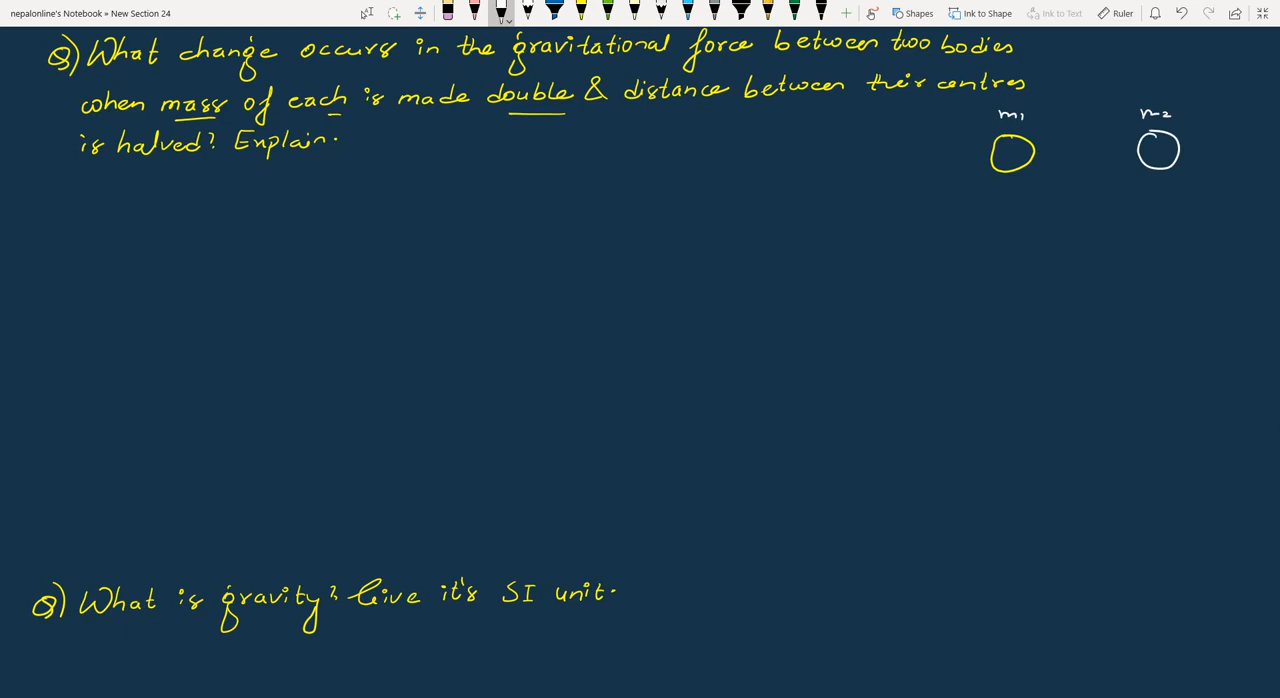 nepalonline's Notebook » New Section 24
Shapes Ink to Shape Ink to Text Ruler
Q) What change occurs in the gravitational force between two bodies
when mass of each is made double & distance between their centres
is halved? Explain.
m1 m2
Q) What is gravity? Give it's SI unit.